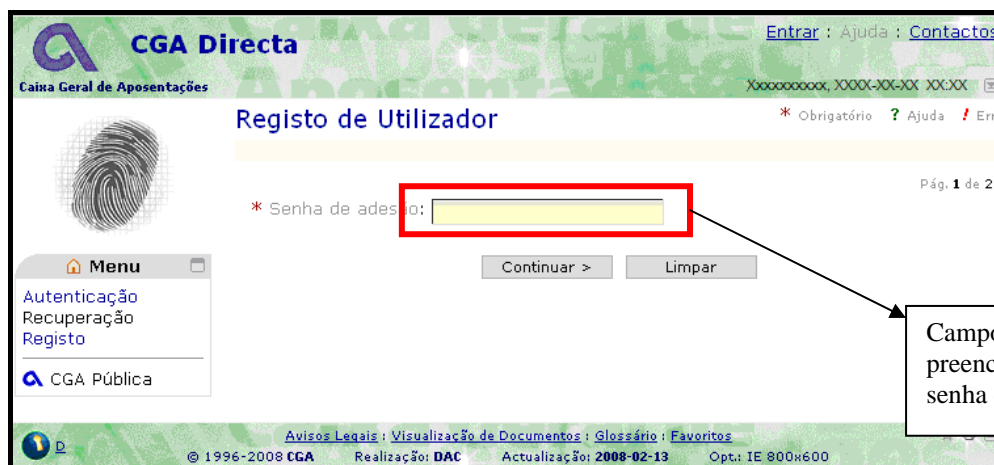 CGA Directa
Entrar : Ajuda : Contactos
Caixa Geral de Aposentações
Xxxxxxxxxx, XXXX-XX-XX XX:XX
Registo de Utilizador
* Obrigatório ? Ajuda ! Err
Pág. 1 de 2
* Senha de adesão:
Continuar > Limpar
Menu
Autenticação
Recuperação
Registo
CGA Pública
Campo
preenc
senha
D
Avisos Legais : Visualização de Documentos : Glossário : Favoritos
© 1996-2008 CGA Realização: DAC Actualização: 2008-02-13 Opt.: IE 800x600